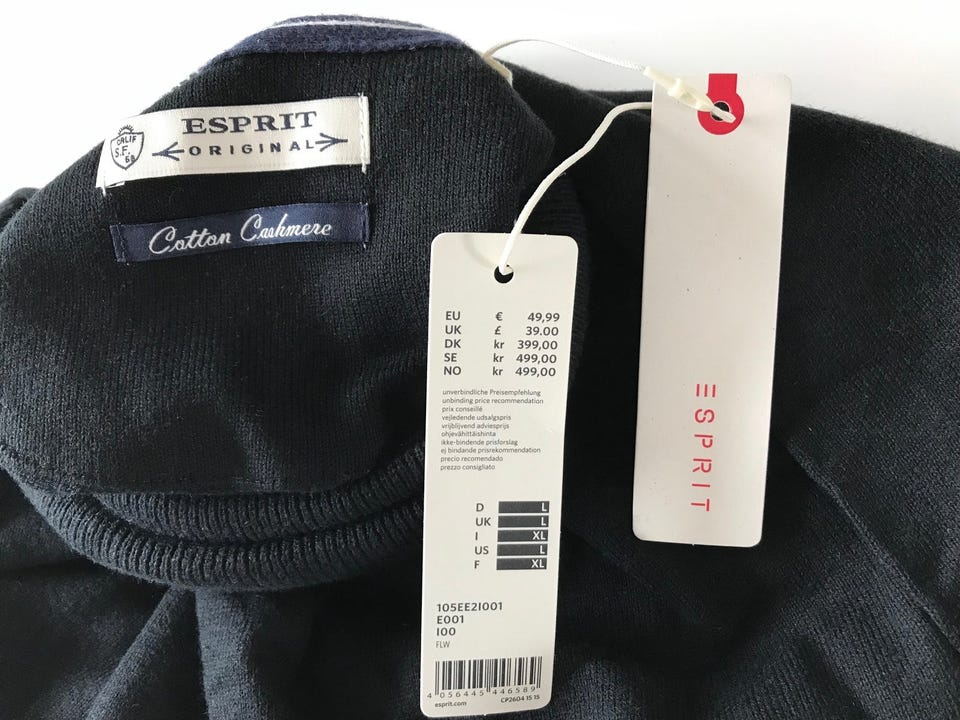 CALIF
S.F.
68
ESPRIT
ORIGINAL
Cotton Cashmere
EU € 49,99
UK £ 39.00
DK kr 399,00
SE kr 499,00
NO kr 499,00
unverbindliche Preisempfehlung
unbinding price recommendation
prix conseillé
vejledende udsalgspris
vrijblijvend adviesprijs
ohjevähittäishinta
ikke-bindende prisforslag
ej bindande prisrekommendation
precio recomendado
prezzo consigliato
D L
UK L
I XL
US L
F XL
105EE2I001
E001
I00
FLW
4 056445 446589
esprit.com CP2604 15 15
ESPRIT